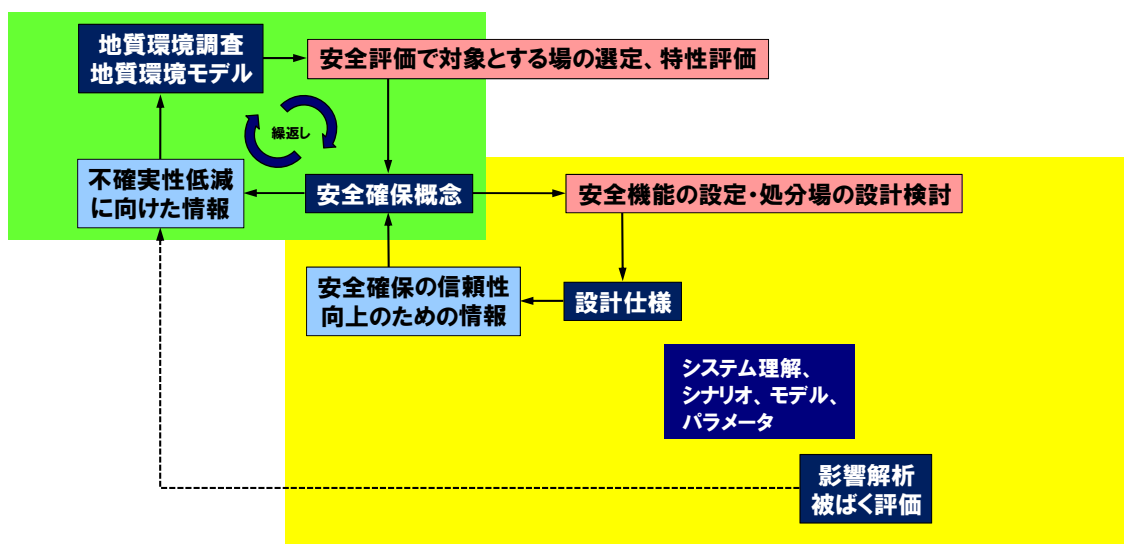 地質環境調査
地質環境モデル
安全評価で対象とする場の選定、特性評価
繰返し
不確実性低減
に向けた情報
安全確保概念
安全機能の設定・処分場の設計検討
安全確保の信頼性
向上のための情報
設計仕様
システム理解、
シナリオ、モデル、
パラメータ
影響解析
被ばく評価